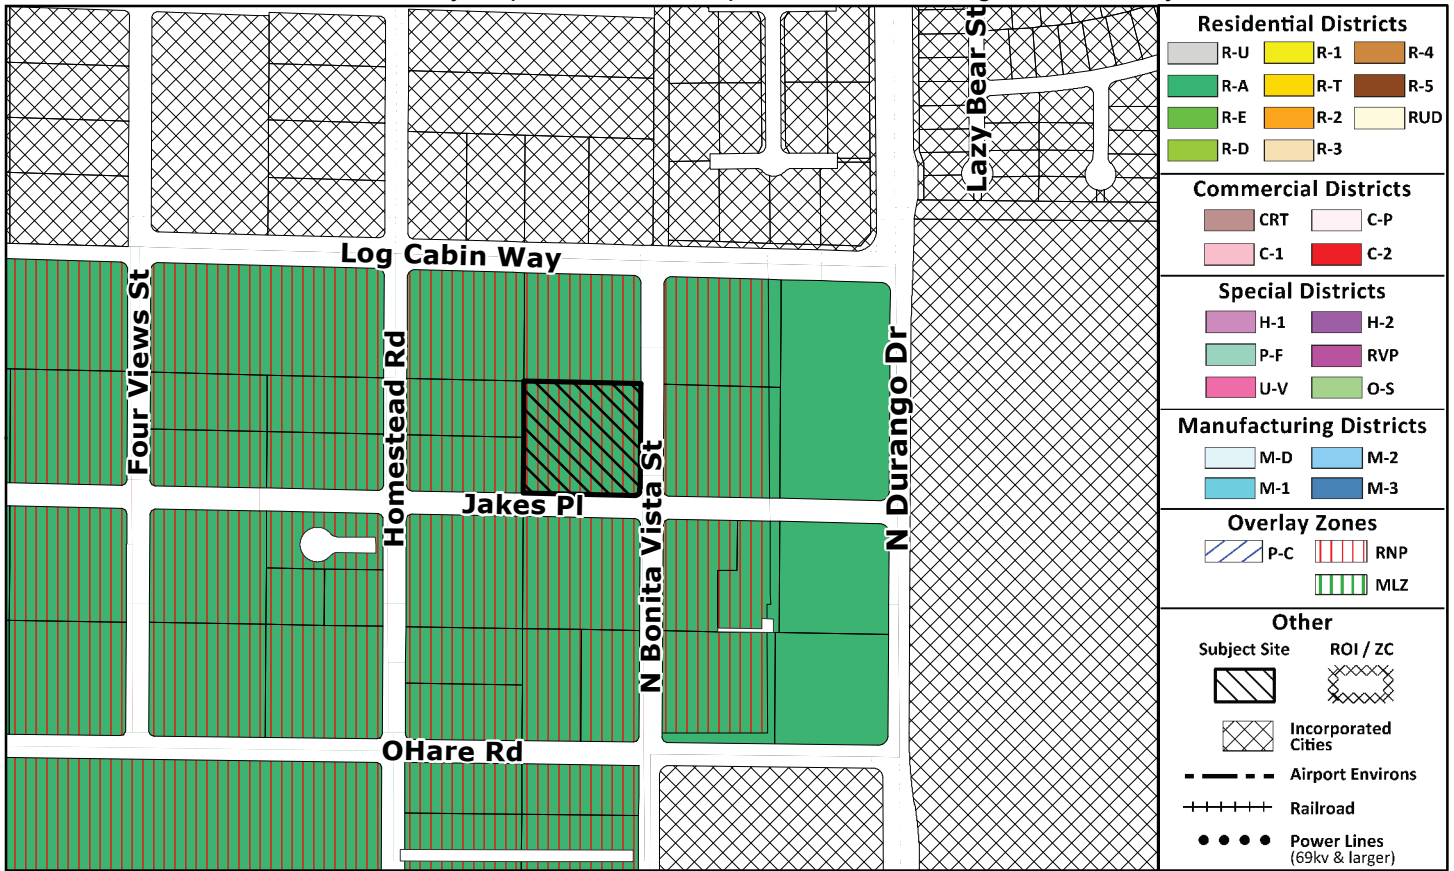 Lazy Bear St
Log Cabin Way
Four Views St
Homestead Rd
N Durango Dr
Jakes Pl
N Bonita Vista St
OHare Rd
Residential Districts
R-U R-1 R-4
R-A R-T R-5
R-E R-2 RUD
R-D R-3
Commercial Districts
CRT C-P
C-1 C-2
Special Districts
H-1 H-2
P-F RVP
U-V O-S
Manufacturing Districts
M-D M-2
M-1 M-3
Overlay Zones
P-C RNP
MLZ
Other
Subject Site ROI / ZC
Incorporated
Cities
Airport Environs
Railroad
Power Lines
(69kv & larger)